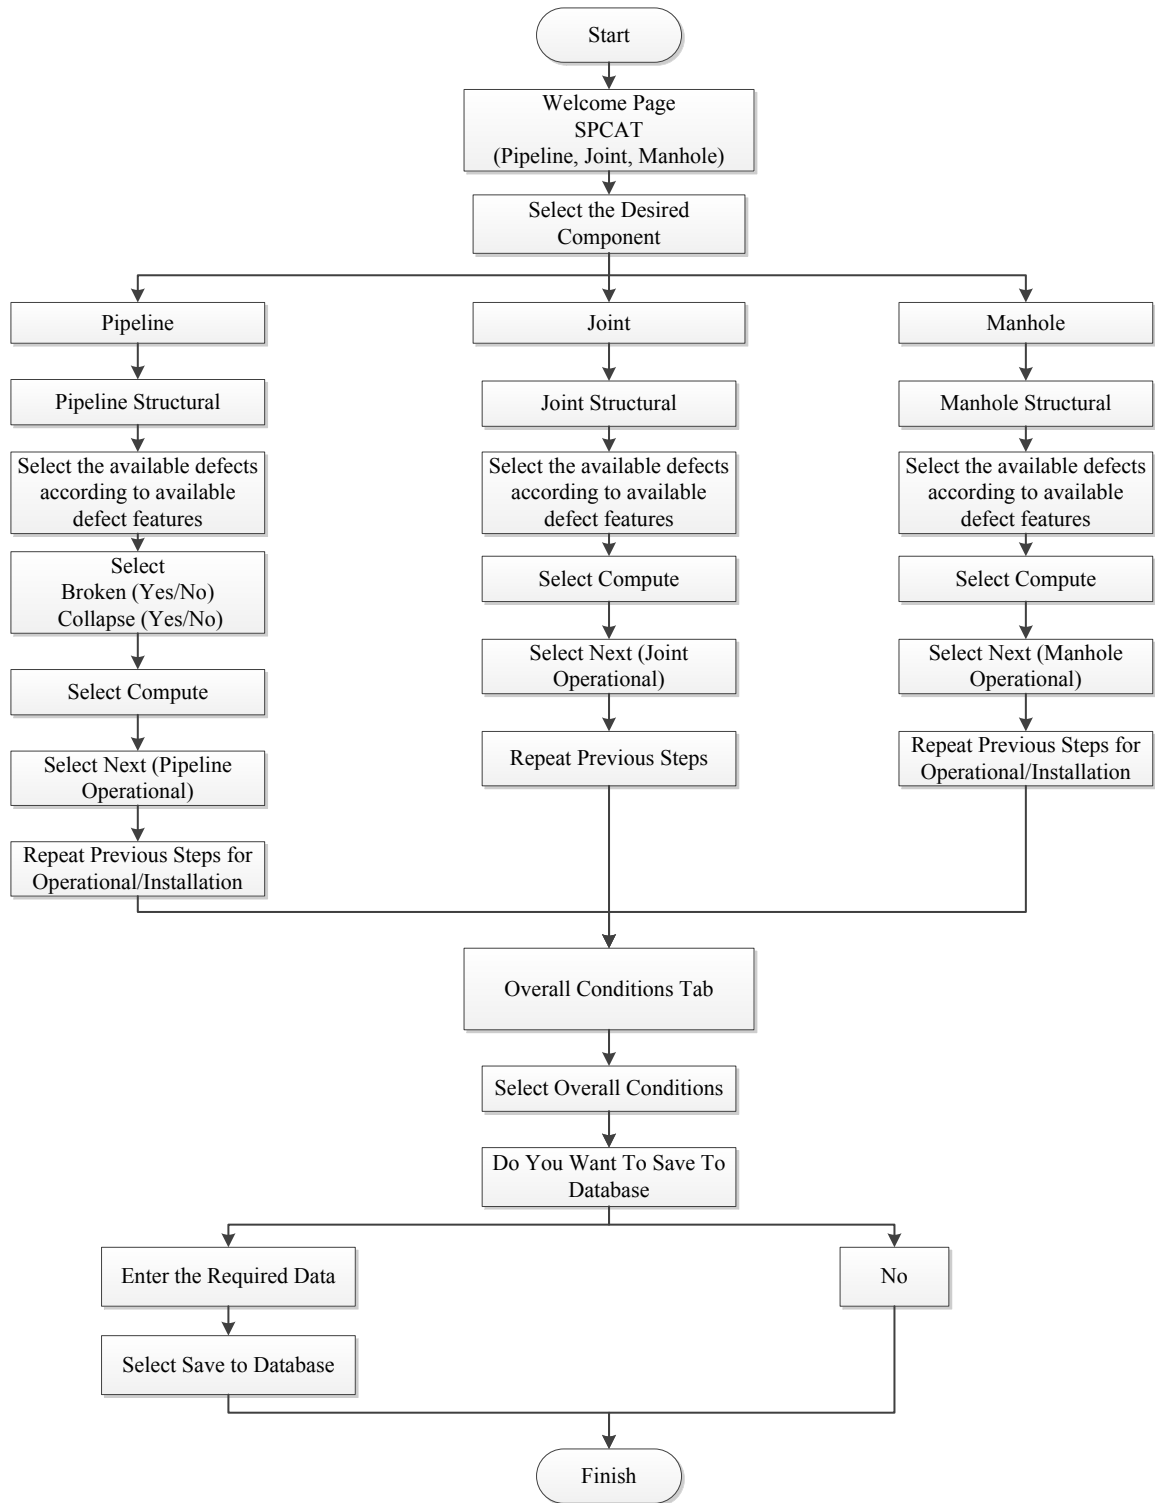 Start
Welcome Page
SPCAT
(Pipeline, Joint, Manhole)
Select the Desired
Component
Pipeline
Pipeline Structural
Select the available defects
according to available
defect features
Select
Broken (Yes/No)
Collapse (Yes/No)
Select Compute
Select Next (Pipeline
Operational)
Repeat Previous Steps for
Operational/Installation
Joint
Joint Structural
Select the available defects
according to available
defect features
Select Compute
Select Next (Joint
Operational)
Repeat Previous Steps
Manhole
Manhole Structural
Select the available defects
according to available
defect features
Select Compute
Select Next (Manhole
Operational)
Repeat Previous Steps for
Operational/Installation
Overall Conditions Tab
Select Overall Conditions
Do You Want To Save To
Database
Enter the Required Data
Select Save to Database
No
Finish